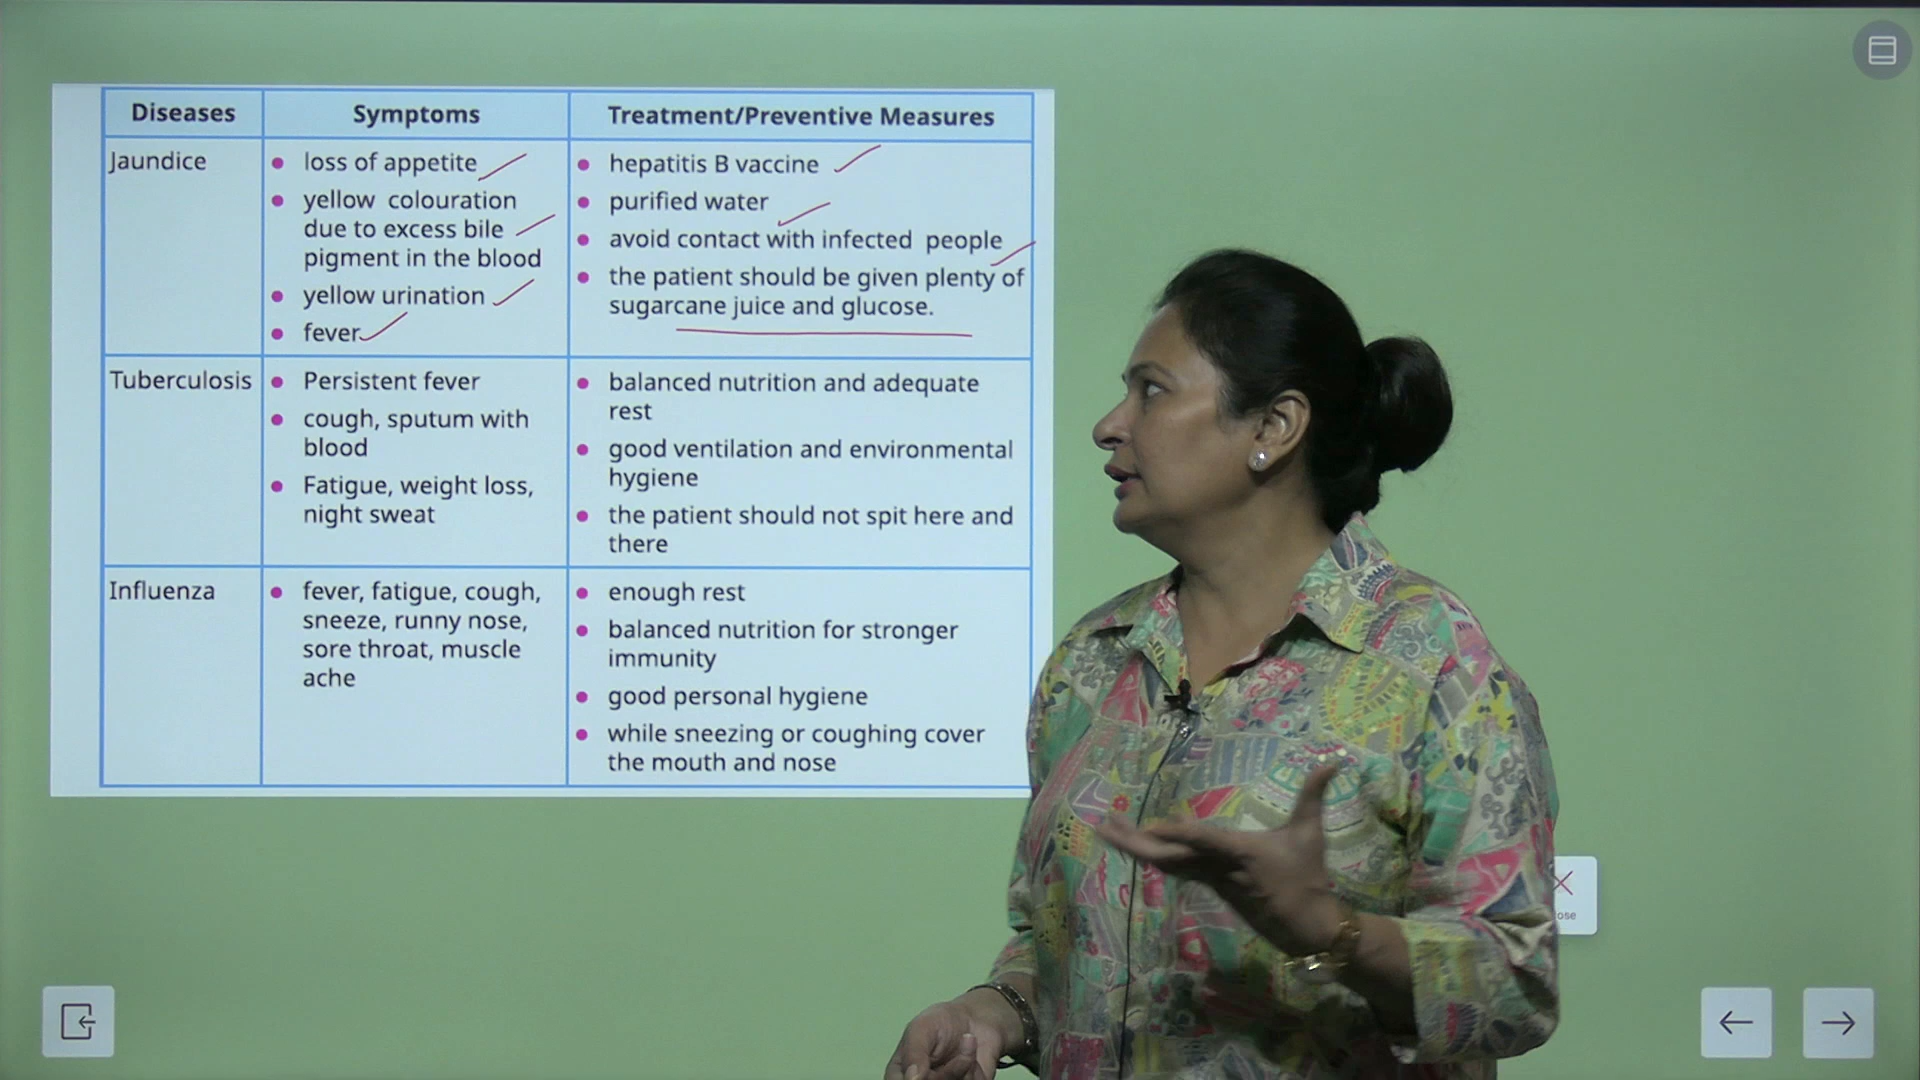 Diseases
Symptoms
Treatment/Preventive Measures
Jaundice
loss of appetite
yellow colouration
due to excess bile
pigment in the blood
yellow urination
fever
hepatitis B vaccine
purified water
avoid contact with infected people
the patient should be given plenty of
sugarcane juice and glucose.
Tuberculosis
Persistent fever
cough, sputum with
blood
Fatigue, weight loss,
night sweat
balanced nutrition and adequate
rest
good ventilation and environmental
hygiene
the patient should not spit here and
there
Influenza
fever, fatigue, cough,
sneeze, runny nose,
sore throat, muscle
ache
enough rest
balanced nutrition for stronger
immunity
good personal hygiene
while sneezing or coughing cover
the mouth and nose